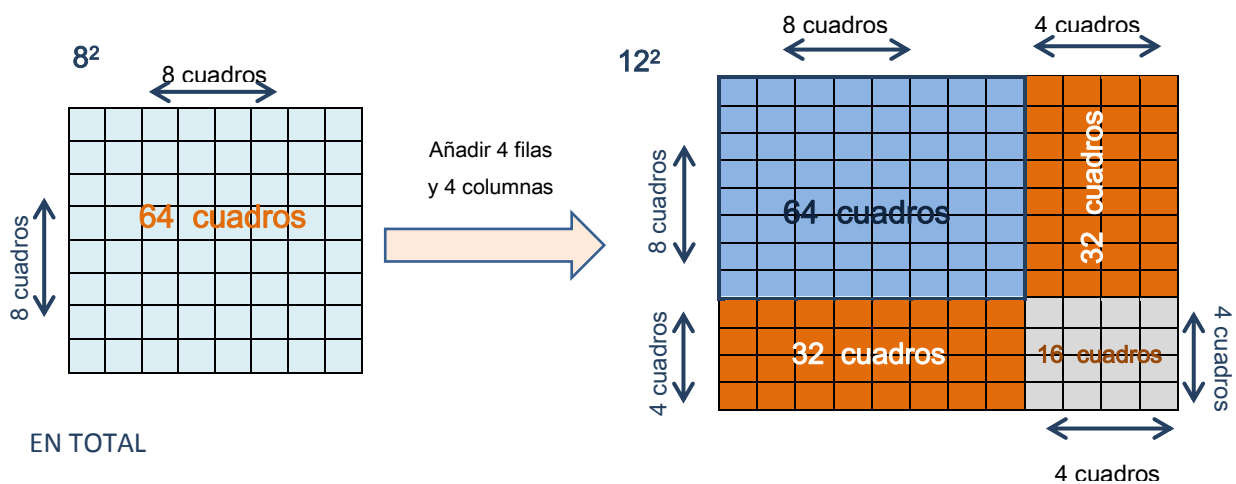 8²
8 cuadros
8 cuadros
64 cuadros
Añadir 4 filas
y 4 columnas
12²
8 cuadros
4 cuadros
8 cuadros
64 cuadros
32 cuadros
4 cuadros
32 cuadros
16 cuadros
4 cuadros
4 cuadros
EN TOTAL